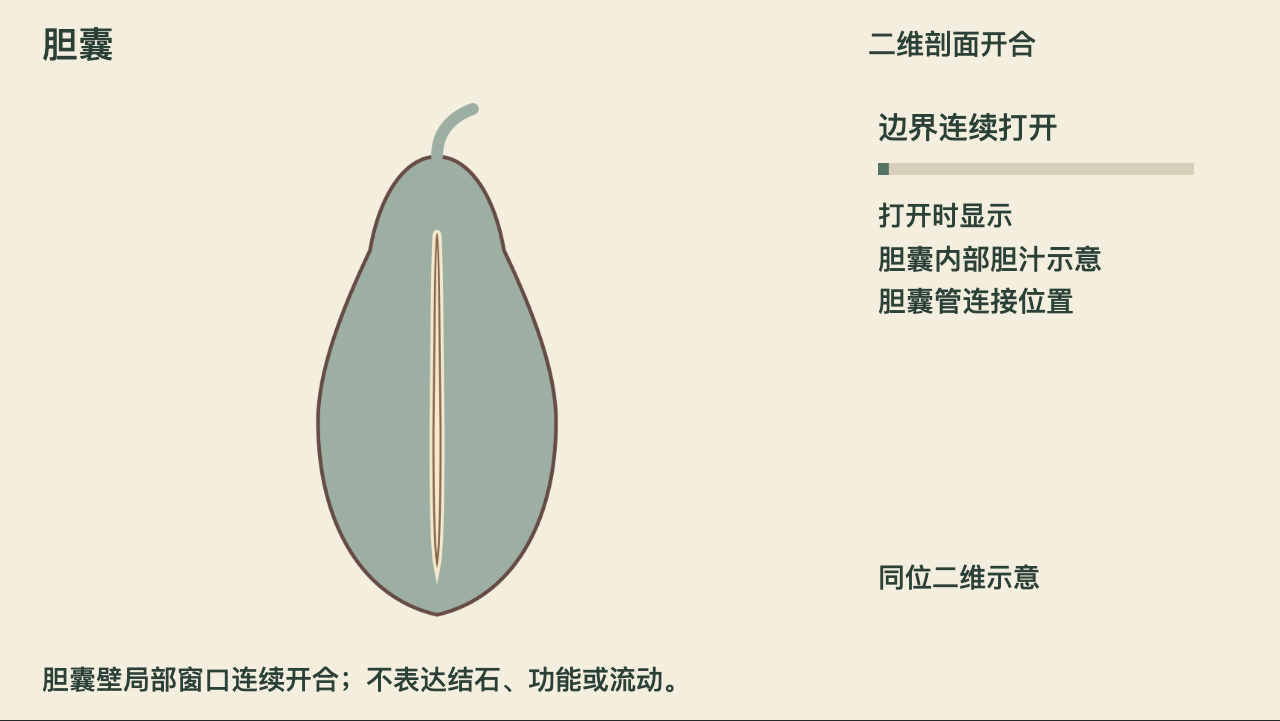 胆囊
二维剖面开合
边界连续打开
打开时显示
胆囊内部胆汁示意
胆囊管连接位置
同位二维示意
胆囊壁局部窗口连续开合；不表达结石、功能或流动。